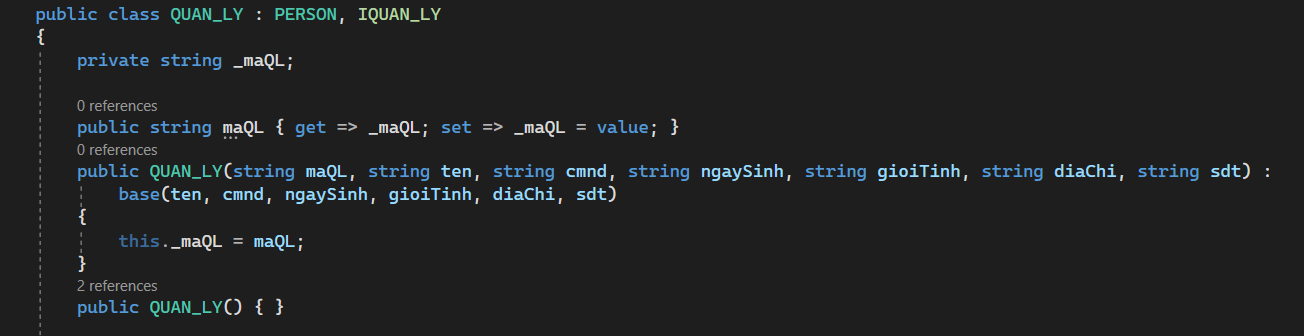 public class QUAN_LY : PERSON, IQUAN_LY
{
private string _maQL;
0 references
public string maQL { get => _maQL; set => _maQL = value; }
0 references
public QUAN_LY(string maQL, string ten, string cmnd, string ngaySinh, string gioiTinh, string diaChi, string sdt) :
base(ten, cmnd, ngaySinh, gioiTinh, diaChi, sdt)
{
this._maQL = maQL;
}
2 references
public QUAN_LY() { }